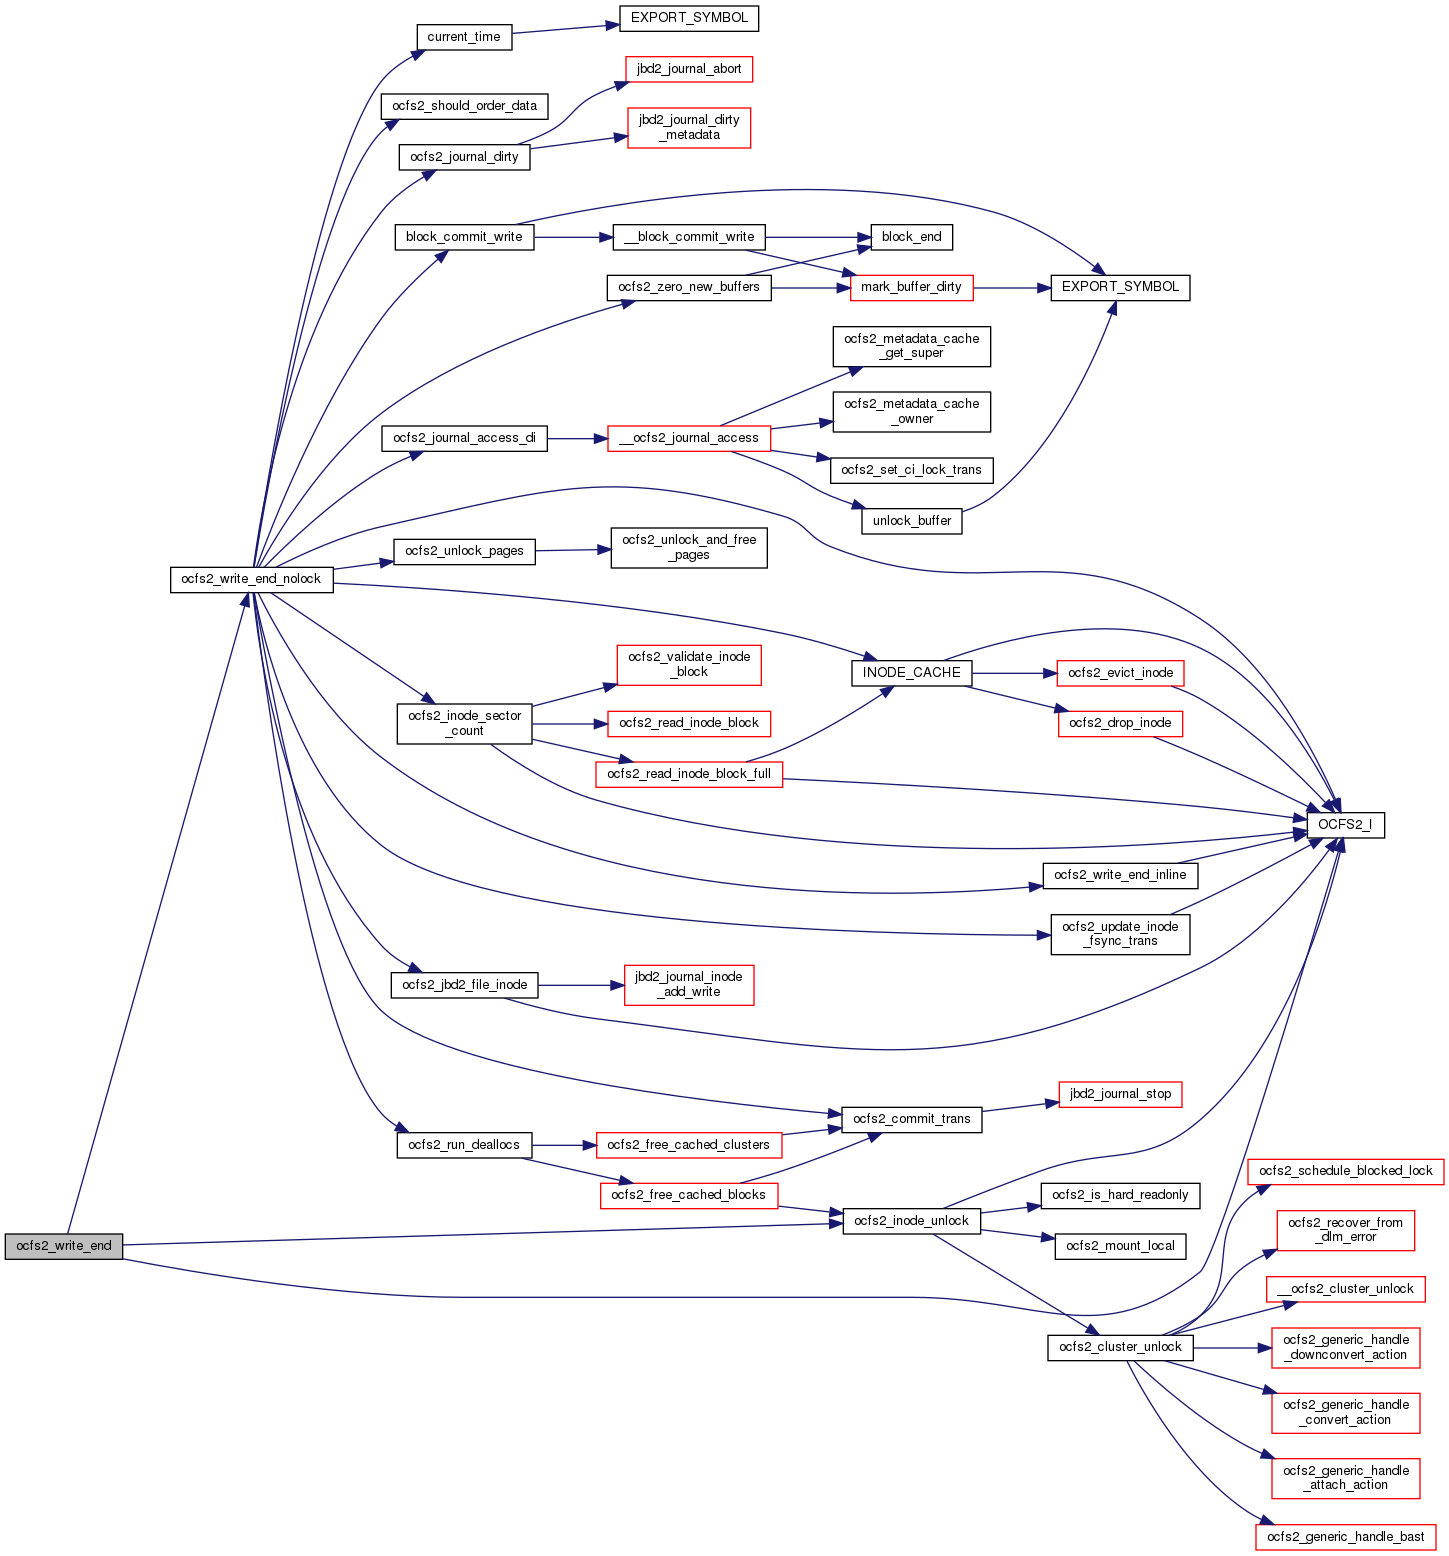 EXPORT_SYMBOL
current_time
jbd2_journal_abort
ocfs2_should_order_data
jbd2_journal_dirty
_metadata
ocfs2_journal_dirty
block_commit_write
__block_commit_write
block_end
ocfs2_zero_new_buffers
mark_buffer_dirty
EXPORT_SYMBOL
ocfs2_metadata_cache
_get_super
ocfs2_metadata_cache
_owner
ocfs2_journal_access_di
__ocfs2_journal_access
ocfs2_set_ci_lock_trans
unlock_buffer
ocfs2_unlock_pages
ocfs2_unlock_and_free
_pages
ocfs2_write_end_nolock
ocfs2_validate_inode
_block
INODE_CACHE
ocfs2_evict_inode
ocfs2_inode_sector
_count
ocfs2_read_inode_block
ocfs2_drop_inode
ocfs2_read_inode_block_full
OCFS2_I
ocfs2_write_end_inline
ocfs2_update_inode
_fsync_trans
ocfs2_jbd2_file_inode
jbd2_journal_inode
_add_write
jbd2_journal_stop
ocfs2_commit_trans
ocfs2_run_deallocs
ocfs2_free_cached_clusters
ocfs2_schedule_blocked_lock
ocfs2_free_cached_blocks
ocfs2_is_hard_readonly
ocfs2_inode_unlock
ocfs2_recover_from
_dlm_error
ocfs2_write_end
ocfs2_mount_local
__ocfs2_cluster_unlock
ocfs2_cluster_unlock
ocfs2_generic_handle
_downconvert_action
ocfs2_generic_handle
_convert_action
ocfs2_generic_handle
_attach_action
ocfs2_generic_handle_bast